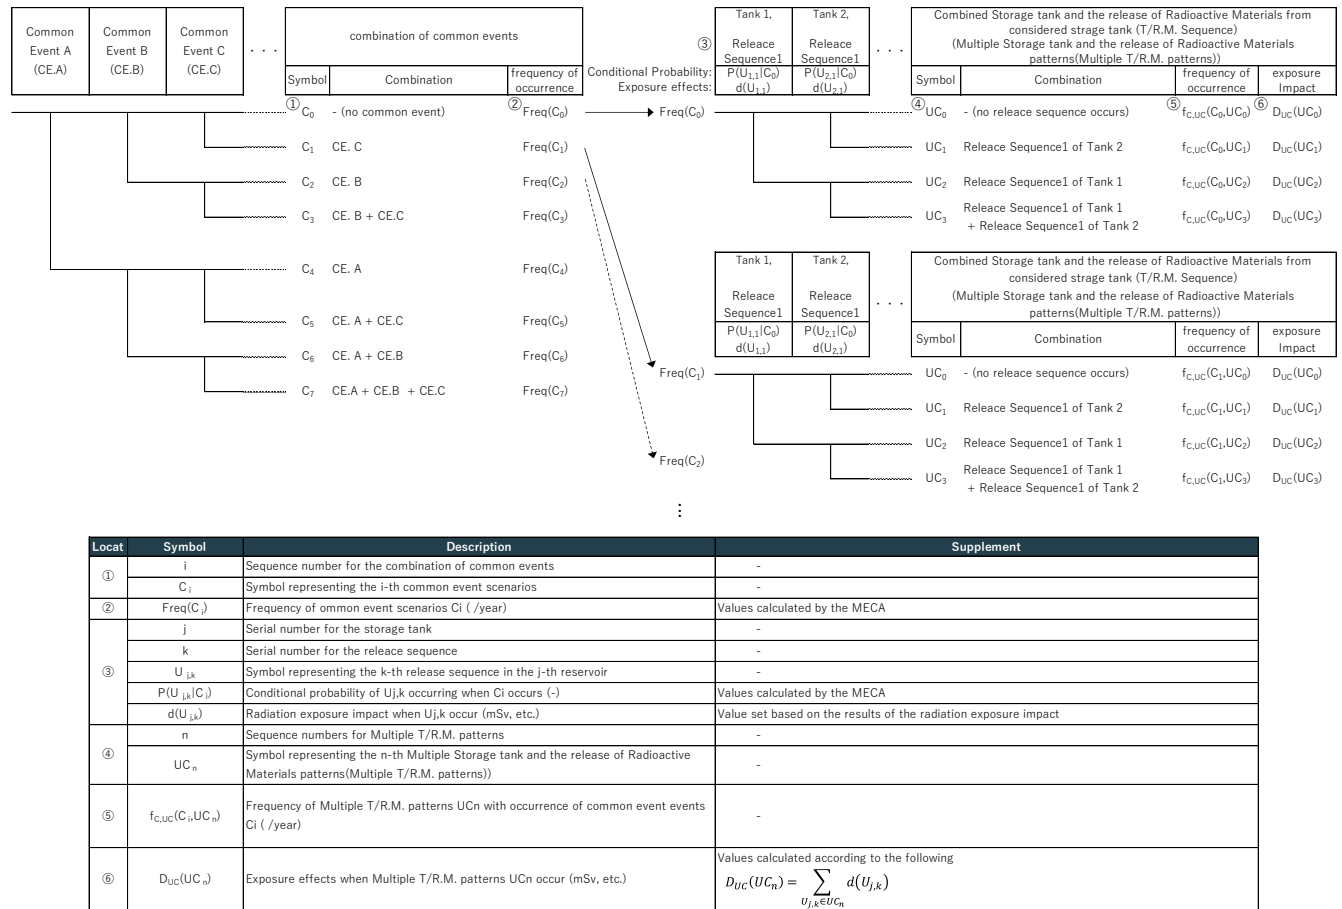 Common Event A (CE.A)
Common Event B (CE.B)
Common Event C (CE.C)
· · ·
combination of common events
Symbol Combination frequency of occurrence
① C0 - (no common event) ② Freq(C0)
C1 CE. C Freq(C1)
C2 CE. B Freq(C2)
C3 CE. B + CE.C Freq(C3)
C4 CE. A Freq(C4)
C5 CE. A + CE.C Freq(C5)
C6 CE. A + CE.B Freq(C6)
C7 CE.A + CE.B + CE.C Freq(C7)
③
Conditional Probability:
Exposure effects:
Tank 1,
Releace
Sequence1
P(U1,1|C0)
d(U1,1)
Tank 2,
Releace
Sequence1
P(U2,1|C0)
d(U2,1)
· · ·
Combined Storage tank and the release of Radioactive Materials from
considered strage tank (T/R.M. Sequence)
(Multiple Storage tank and the release of Radioactive Materials
patterns(Multiple T/R.M. patterns))
Symbol Combination frequency of occurrence exposure Impact
Freq(C0)
④ UC0 - (no release sequence occurs) ⑤ fC,UC(C0,UC0) ⑥ DUC(UC0)
UC1 Releace Sequence1 of Tank 2 fC,UC(C0,UC1) DUC(UC1)
UC2 Releace Sequence1 of Tank 1 fC,UC(C0,UC2) DUC(UC2)
UC3 Releace Sequence1 of Tank 1
+ Releace Sequence1 of Tank 2 fC,UC(C0,UC3) DUC(UC3)
Tank 1,
Releace
Sequence1
P(U1,1|C0)
d(U1,1)
Tank 2,
Releace
Sequence1
P(U2,1|C0)
d(U2,1)
· · ·
Combined Storage tank and the release of Radioactive Materials from
considered strage tank (T/R.M. Sequence)
(Multiple Storage tank and the release of Radioactive Materials
patterns(Multiple T/R.M. patterns))
Symbol Combination frequency of occurrence exposure Impact
Freq(C1)
UC0 - (no release sequence occurs) fC,UC(C1,UC0) DUC(UC0)
UC1 Releace Sequence1 of Tank 2 fC,UC(C1,UC1) DUC(UC1)
UC2 Releace Sequence1 of Tank 1 fC,UC(C1,UC2) DUC(UC2)
UC3 Releace Sequence1 of Tank 1
+ Releace Sequence1 of Tank 2 fC,UC(C1,UC3) DUC(UC3)
Freq(C2)
⋮
Locat Symbol Description Supplement
① i Sequence number for the combination of common events -
C i Symbol representing the i-th common event scenarios -
② Freq(C i) Frequency of ommon event scenarios Ci ( /year) Values calculated by the MECA
③ j Serial number for the storage tank -
k Serial number for the release sequence -
U j,k Symbol representing the k-th release sequence in the j-th reservoir -
P(U j,k|C i) Conditional probability of Uj,k occurring when Ci occurs (-) Values calculated by the MECA
d(U j,k) Radiation exposure impact when Uj,k occur (mSv, etc.) Value set based on the results of the radiation exposure impact
④ n Sequence numbers for Multiple T/R.M. patterns -
UC n Symbol representing the n-th Multiple Storage tank and the release of Radioactive
Materials patterns(Multiple T/R.M. patterns)) -
⑤ fC,UC(C i,UC n) Frequency of Multiple T/R.M. patterns UCn with occurrence of common event events
Ci ( /year) -
⑥ DUC(UC n) Exposure effects when Multiple T/R.M. patterns UCn occur (mSv, etc.) Values calculated according to the following
DUC(UCn) = ∑ Uj,k∈UCn d(Uj,k)